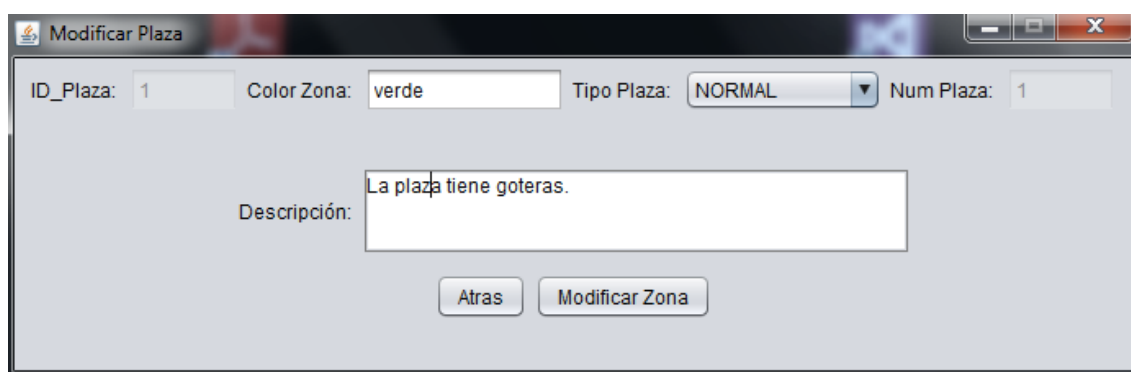 Modificar Plaza
ID_Plaza: 1 Color Zona: verde Tipo Plaza: NORMAL Num Plaza: 1
La plaza tiene goteras.
Descripción:
Atras Modificar Zona